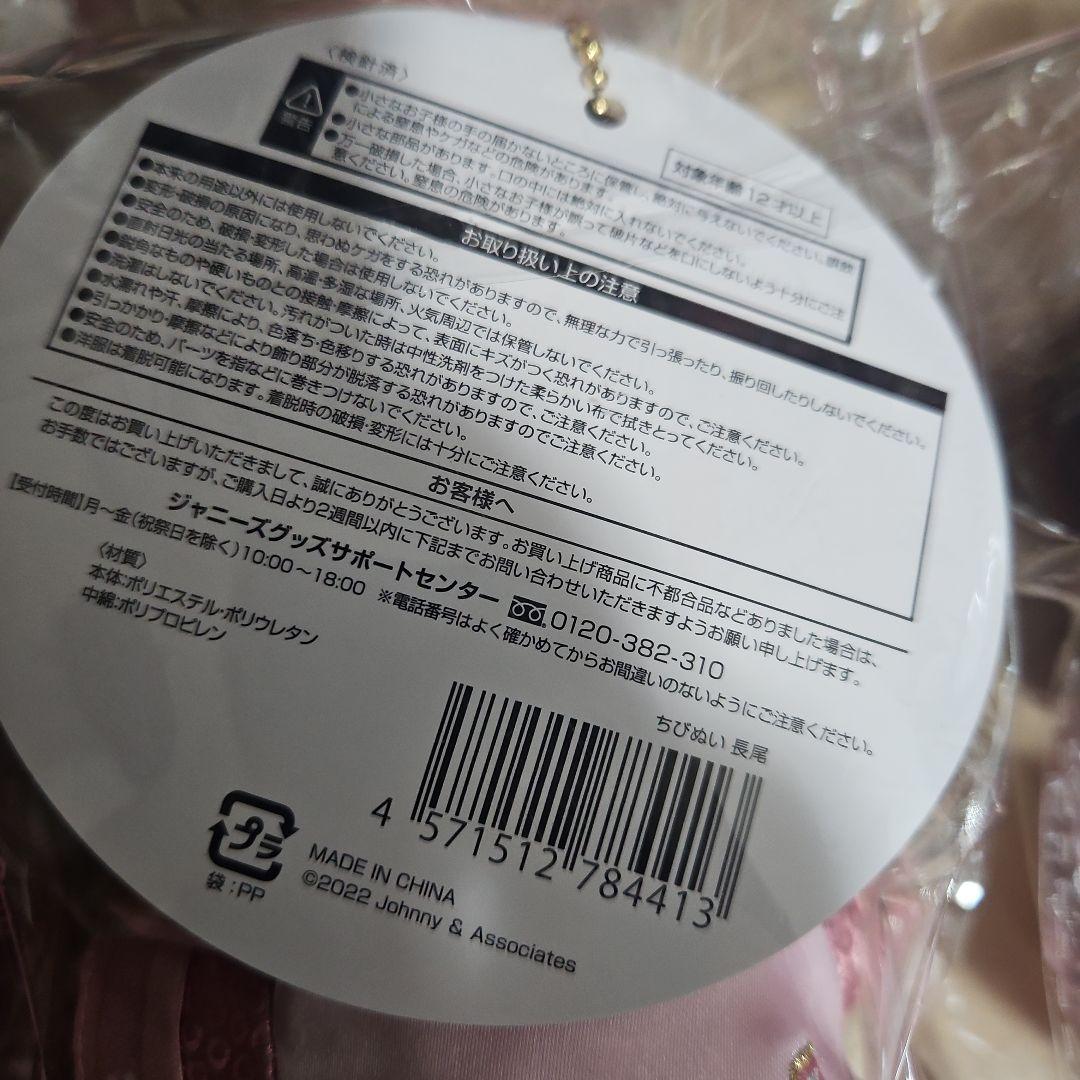 〈検針済〉
警告
●小さなお子様の手の届かないところに保管し、絶対に与えないでください。誤飲
による窒息やケガなどの危険があります。
●小さな部品があります。口の中には絶対に入れないでください。
●万一破損した場合、小さなお子様が誤って破片などを口にしないよう十分にご注
意ください。窒息の危険があります。
対象年齢 12才以上
お取り扱い上の注意
●本来の用途以外には使用しないでください。
●変形・破損の原因になり、思わぬケガをする恐れがありますので、無理な力で引っ張ったり、振り回したりしないでください。
●安全のため、破損・変形した場合は使用しないでください。
●直射日光の当たる場所、高温・多湿な場所、火気周辺では保管しないでください。
●鋭角なものや硬いものとの接触・摩擦によって、表面にキズがつく恐れがありますので、ご注意ください。
●洗濯はしないでください。汚れがついた時は中性洗剤をつけた柔らかい布で拭きとってください。
●水濡れや汗、摩擦により、色落ち・色移りする恐れがありますので、ご注意ください。
●引っかかり・摩擦などにより飾り部分が脱落する恐れがありますのでご注意ください。
●安全のため、パーツを指などに巻きつけないでください。
●洋服は着脱可能になります。着脱時の破損・変形には十分にご注意ください。
お客様へ
この度はお買い上げいただきまして、誠にありがとうございます。お買い上げ商品に不都合品などありました場合は、
お手数ではございますが、ご購入日より2週間以内に下記までお問い合わせいただきますようお願い申し上げます。
ジャニーズグッズサポートセンター 0120-382-310
[受付時間]月～金(祝祭日を除く)10:00～18:00 ※電話番号はよく確かめてからお間違いのないようにご注意ください。
〈材質〉
本体:ポリエステル・ポリウレタン
中綿:ポリプロピレン
ちびぬい 長尾
4 571512 784413
プラ
袋:PP
MADE IN CHINA
©2022 Johnny & Associates